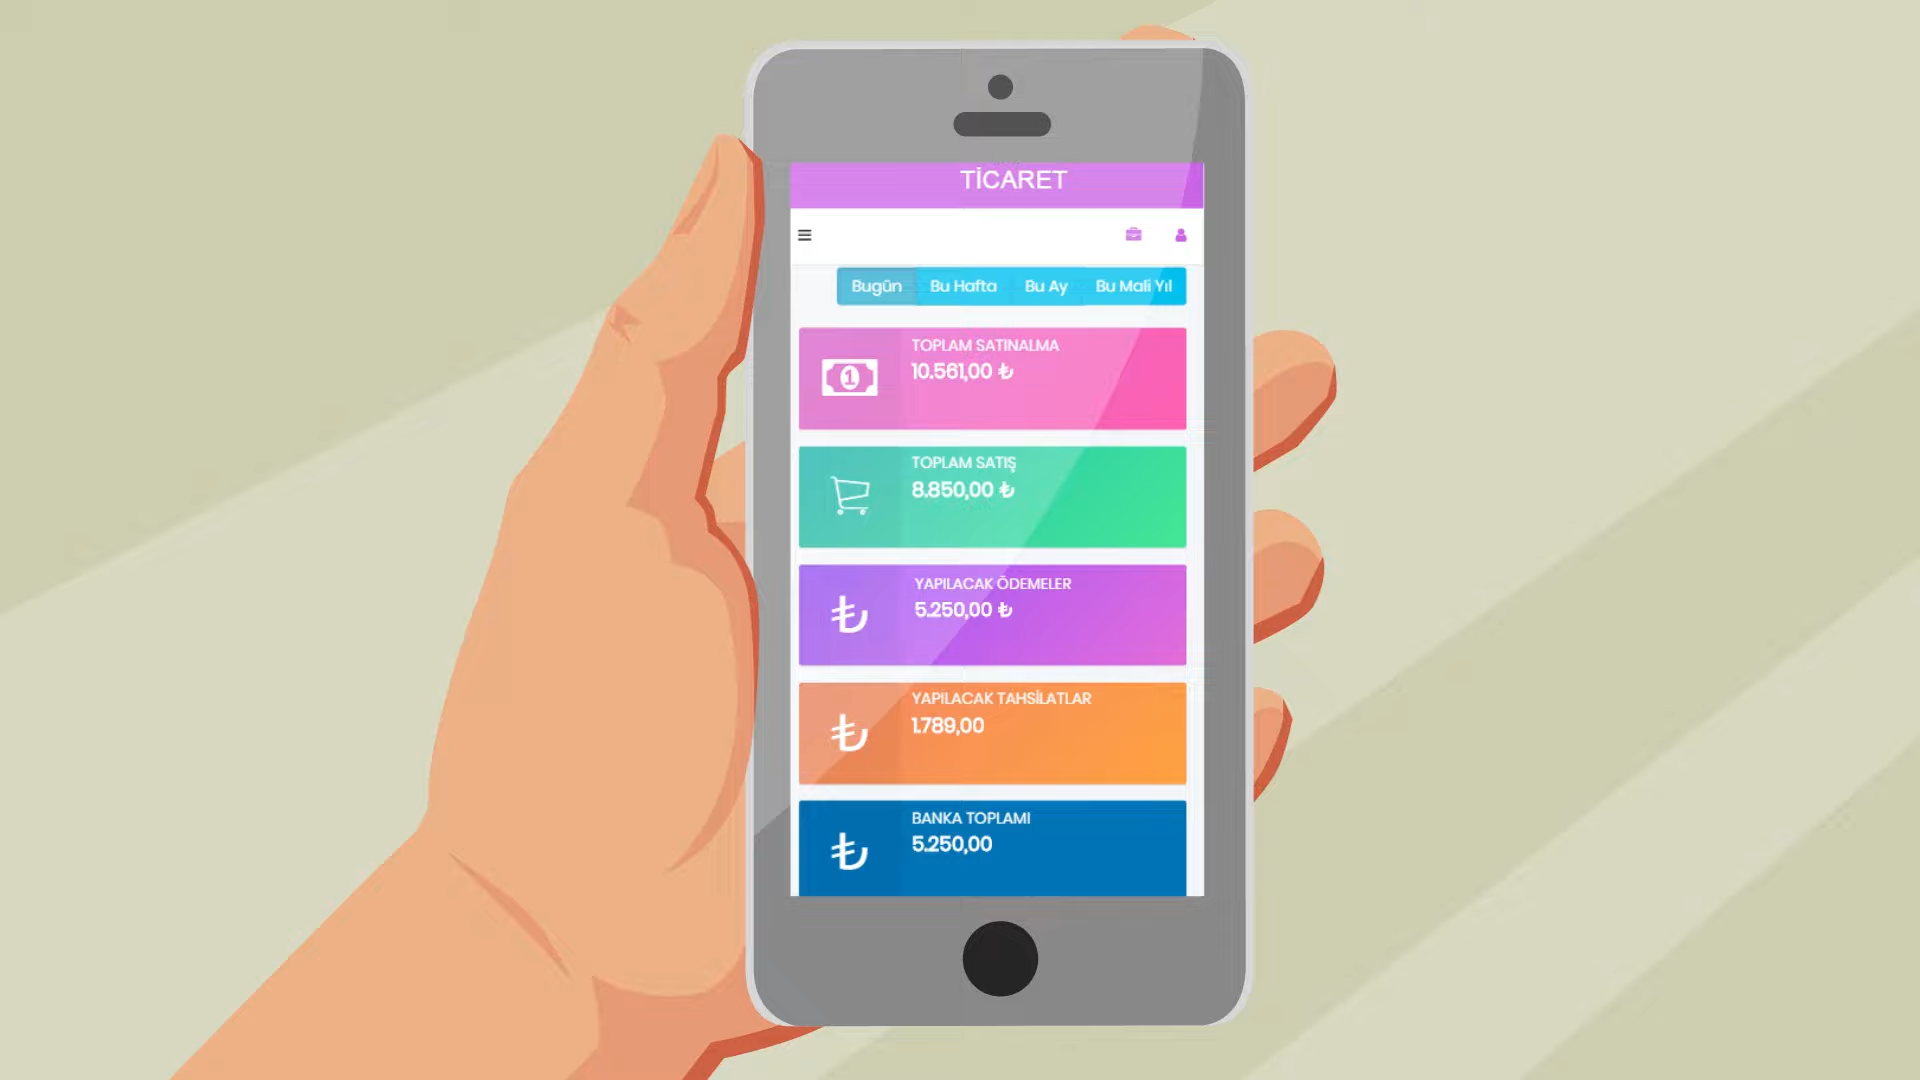 TİCARET
Bugün Bu Hafta Bu Ay Bu Mali Yıl
TOPLAM SATINALMA
10.561,00 ₺
TOPLAM SATIŞ
8.850,00 ₺
YAPILACAK ÖDEMELER
5.250,00 ₺
YAPILACAK TAHSİLATLAR
1.789,00
BANKA TOPLAMI
5.250,00